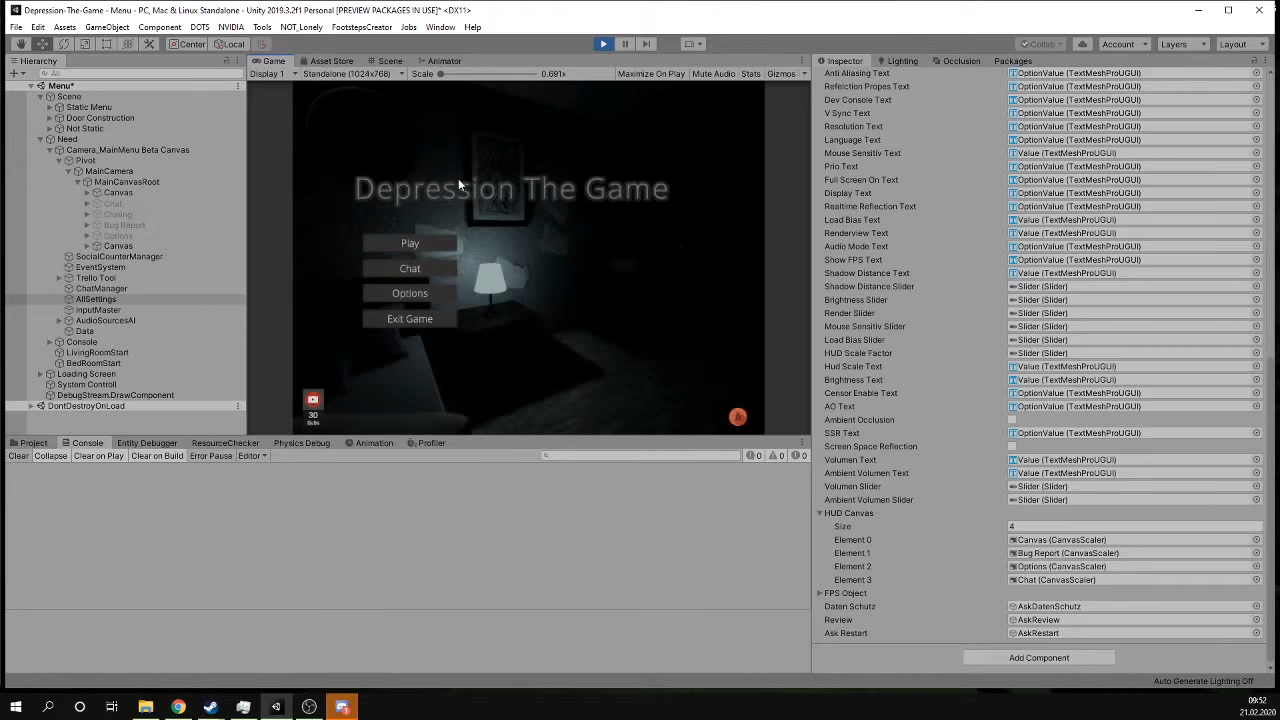 Depression-The-Game - Menu - PC, Mac & Linux Standalone - Unity 2019.3.2f1 Personal [PREVIEW PACKAGES IN USE]* <DX11>
File Edit Assets GameObject Component DOTS NVIDIA Tools NOT_Lonely FootstepsCreator Jobs Window Help
Center Local Collab Account Layers Layout
Hierarchy
All
Menu*
Scene
Static Menu
Door Construction
Not Static
Need
Camera_MainMenu Beta Canvas
Pivot
MainCamera
MainCanvasRoot
Canvas
Chat
Closing
Bug Report
Options
Canvas
SocialCounterManager
EventSystem
Trello Tool
ChatManager
AllSettings
InputMaster
AudioSourcesAI
Data
Console
LivingRoomStart
BedRoomStart
Loading Screen
System Controll
DebugStream.DrawComponent
DontDestroyOnLoad
Game Asset Store Scene Animator
Display 1 Standalone (1024x768) Scale 0.691x Maximize On Play Mute Audio Stats Gizmos
Depression The Game
Play
Chat
Options
Exit Game
30
Subs
Project Console Entity Debugger ResourceChecker Physics Debug Animation Profiler
Clear Collapse Clear on Play Clear on Build Error Pause Editor 0 0 0
Inspector Lighting Occlusion Packages
Anti Aliasing Text OptionValue (TextMeshProUGUI)
Refelction Propes Text OptionValue (TextMeshProUGUI)
Dev Console Text OptionValue (TextMeshProUGUI)
V Sync Text OptionValue (TextMeshProUGUI)
Resolution Text OptionValue (TextMeshProUGUI)
Language Text OptionValue (TextMeshProUGUI)
Mouse Sensitiv Text Value (TextMeshProUGUI)
Prio Text OptionValue (TextMeshProUGUI)
Full Screen On Text OptionValue (TextMeshProUGUI)
Display Text OptionValue (TextMeshProUGUI)
Realtime Reflection Text OptionValue (TextMeshProUGUI)
Load Bias Text Value (TextMeshProUGUI)
Renderview Text Value (TextMeshProUGUI)
Audio Mode Text OptionValue (TextMeshProUGUI)
Show FPS Text OptionValue (TextMeshProUGUI)
Shadow Distance Text Value (TextMeshProUGUI)
Shadow Distance Slider Slider (Slider)
Brightness Slider Slider (Slider)
Render Slider Slider (Slider)
Mouse Sensitiv Slider Slider (Slider)
Load Bias Slider Slider (Slider)
HUD Scale Factor Slider (Slider)
Hud Scale Text Value (TextMeshProUGUI)
Brightness Text Value (TextMeshProUGUI)
Censor Enable Text OptionValue (TextMeshProUGUI)
AO Text OptionValue (TextMeshProUGUI)
Ambient Occlusion
SSR Text OptionValue (TextMeshProUGUI)
Screen Space Reflection
Volumen Text Value (TextMeshProUGUI)
Ambient Volumen Text Value (TextMeshProUGUI)
Volumen Slider Slider (Slider)
Ambient Volumen Slider Slider (Slider)
HUD Canvas
Size 4
Element 0 Canvas (CanvasScaler)
Element 1 Bug Report (CanvasScaler)
Element 2 Options (CanvasScaler)
Element 3 Chat (CanvasScaler)
FPS Object
Daten Schutz AskDatenSchutz
Review AskReview
Ask Restart AskRestart
Add Component
Auto Generate Lighting Off
09:52
21.02.2020